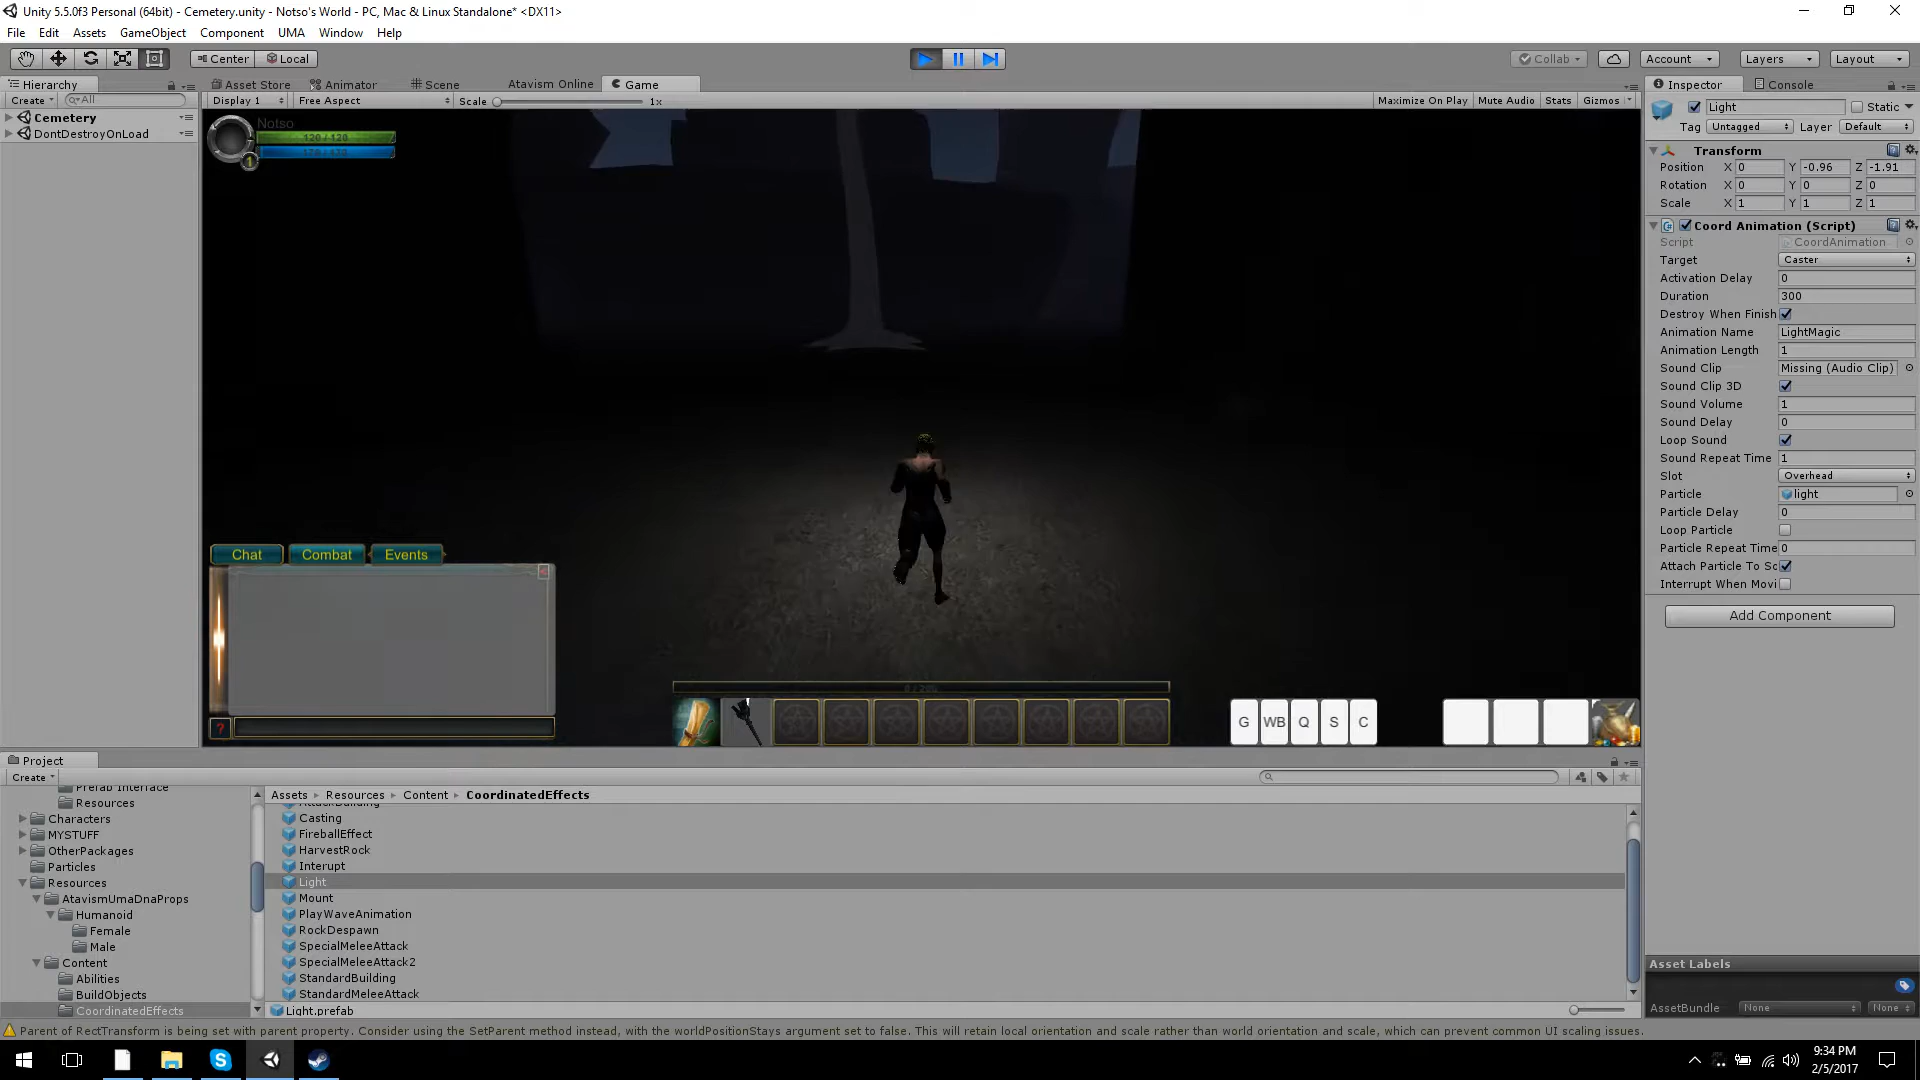 Unity 5.5.0f3 Personal (64bit) - Cemetery.unity - Notso's World - PC, Mac & Linux Standalone* <DX11>
File Edit Assets GameObject Component UMA Window Help
Center Local Collab Account Layers Layout
Hierarchy Asset Store Animator Scene Atavism Online Game Inspector Console
Create All Display 1 Free Aspect Scale 1x Maximize On Play Mute Audio Stats Gizmos
Light Static
Tag Untagged Layer Default
Cemetery
DontDestroyOnLoad
Notso
120 / 120
1
Transform
Position X 0 Y -0.96 Z -1.91
Rotation X 0 Y 0 Z 0
Scale X 1 Y 1 Z 1
Coord Animation (Script)
Script CoordAnimation
Target Caster
Activation Delay 0
Duration 300
Destroy When Finish
Animation Name LightMagic
Animation Length 1
Sound Clip Missing (Audio Clip)
Sound Clip 3D
Sound Volume 1
Sound Delay 0
Loop Sound
Sound Repeat Time 1
Slot Overhead
Particle light
Particle Delay 0
Loop Particle
Particle Repeat Time 0
Attach Particle To So
Interrupt When Movi
Add Component
Chat Combat Events
?
G WB Q S C
Project
Create
Assets Resources Content CoordinatedEffects
Prefab Interface
Resources
Characters
MYSTUFF
OtherPackages
Particles
Resources
AtavismUmaDnaProps
Humanoid
Female
Male
Content
Abilities
BuildObjects
CoordinatedEffects
AttackBuilding
Casting
FireballEffect
HarvestRock
Interupt
Light
Mount
PlayWaveAnimation
RockDespawn
SpecialMeleeAttack
SpecialMeleeAttack2
StandardBuilding
StandardMeleeAttack
Light.prefab
Asset Labels
AssetBundle None None
Parent of RectTransform is being set with parent property. Consider using the SetParent method instead, with the worldPositionStays argument set to false. This will retain local orientation and scale rather than world orientation and scale, which can prevent common UI scaling issues.
9:34 PM
2/5/2017